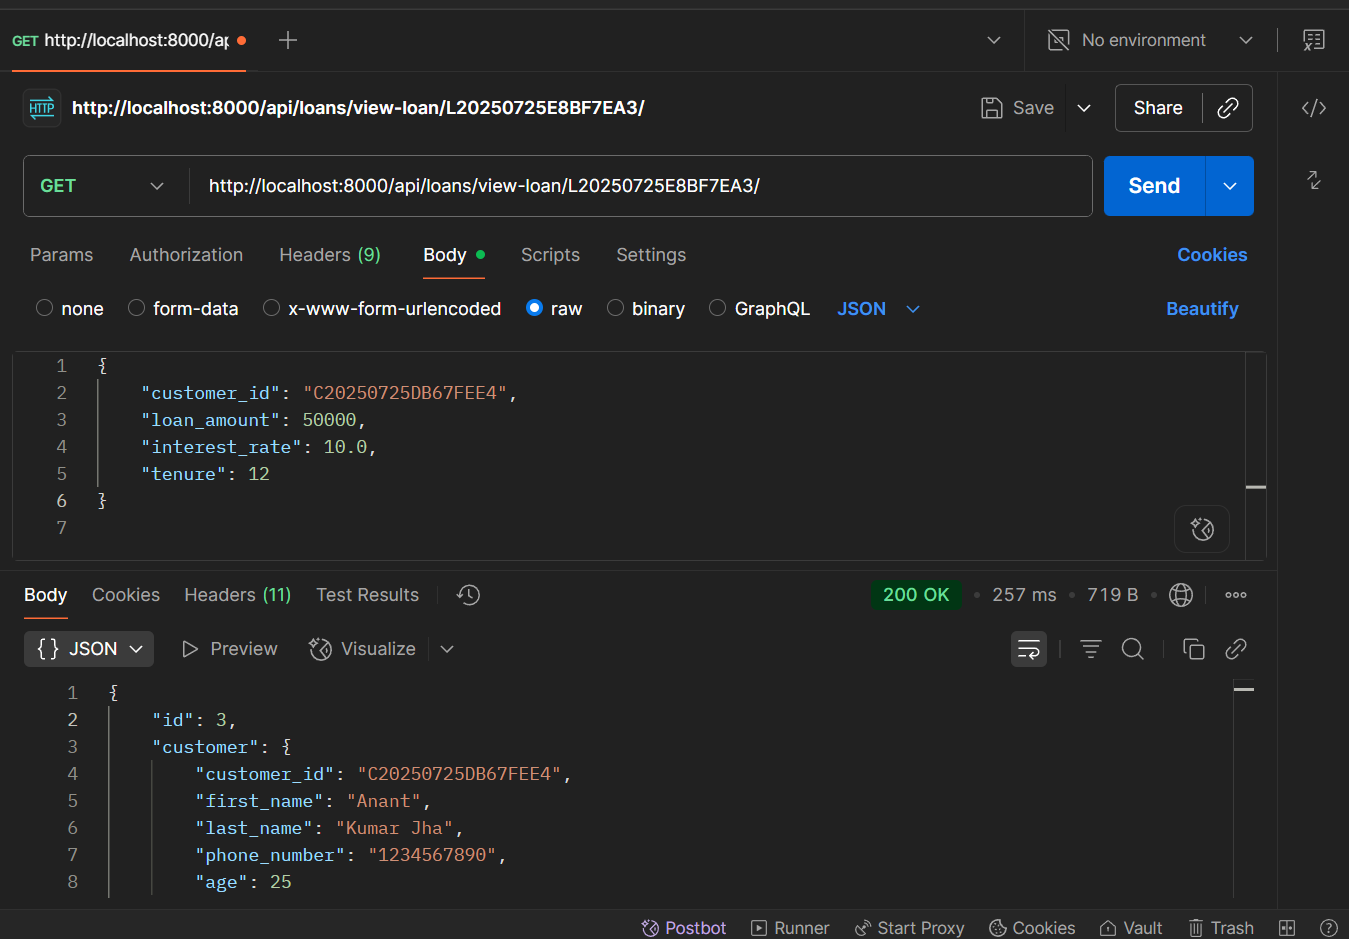 GET http://localhost:8000/ap
No environment
HTTP http://localhost:8000/api/loans/view-loan/L20250725E8BF7EA3/ Save Share
GET http://localhost:8000/api/loans/view-loan/L20250725E8BF7EA3/ Send
Params Authorization Headers (9) Body Scripts Settings Cookies
none form-data x-www-form-urlencoded raw binary GraphQL JSON Beautify
1 {
2 "customer_id": "C20250725DB67FEE4",
3 "loan_amount": 50000,
4 "interest_rate": 10.0,
5 "tenure": 12
6 }
7
Body Cookies Headers (11) Test Results 200 OK • 257 ms • 719 B •
{} JSON Preview Visualize
1 {
2 "id": 3,
3 "customer": {
4 "customer_id": "C20250725DB67FEE4",
5 "first_name": "Anant",
6 "last_name": "Kumar Jha",
7 "phone_number": "1234567890",
8 "age": 25
Postbot Runner Start Proxy Cookies Vault Trash